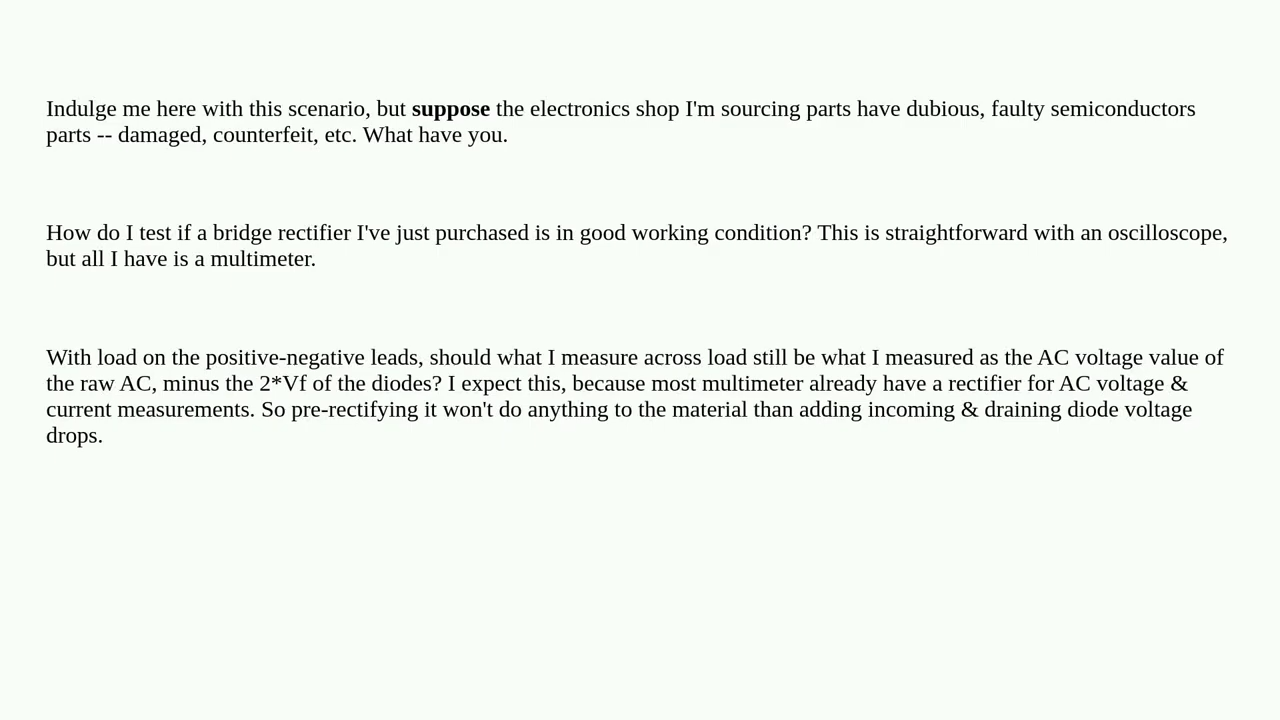 Indulge me here with this scenario, but suppose the electronics shop I'm sourcing parts have dubious, faulty semiconductors
parts -- damaged, counterfeit, etc. What have you.
How do I test if a bridge rectifier I've just purchased is in good working condition? This is straightforward with an oscilloscope,
but all I have is a multimeter.
With load on the positive-negative leads, should what I measure across load still be what I measured as the AC voltage value of
the raw AC, minus the 2*Vf of the diodes? I expect this, because most multimeter already have a rectifier for AC voltage &
current measurements. So pre-rectifying it won't do anything to the material than adding incoming & draining diode voltage
drops.